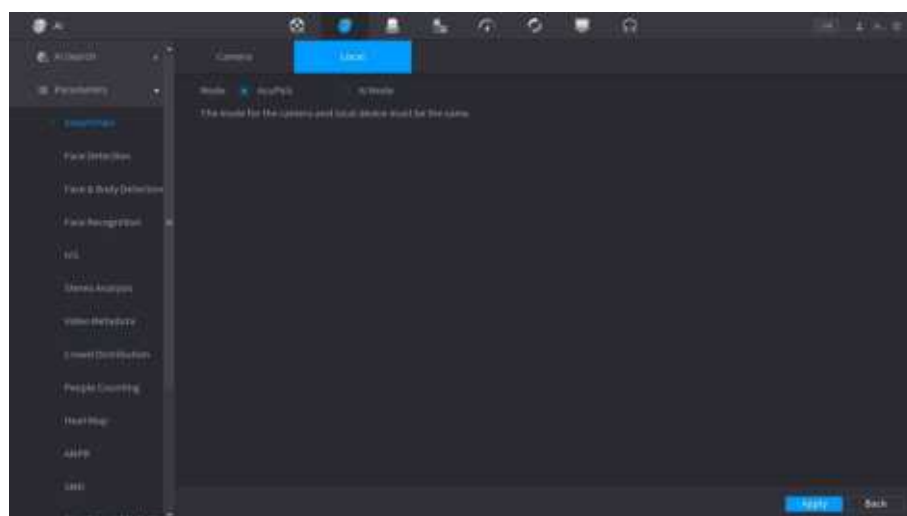 AI
AI Search
Parameters
Smart Plan
Face Detection
Face & Body Detection
Face Recognition
IVS
Stereo Analysis
Video Metadata
Crowd Distribution
People Counting
Heat Map
ANPR
Camera
Local
Mode
AcuPick
AI Mode
The mode for the camera and local device must be the same.
Apply
Back